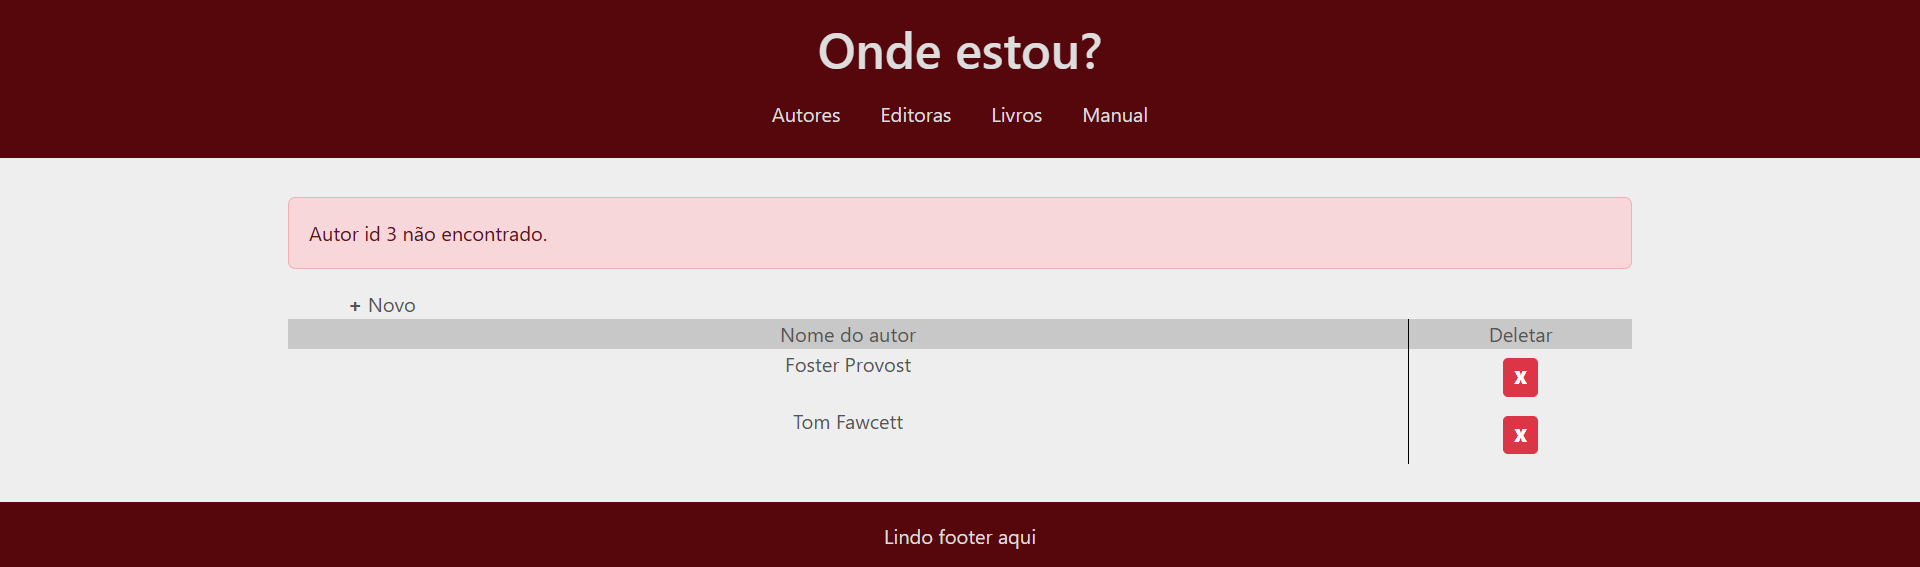 Onde estou?
Autores Editoras Livros Manual
Autor id 3 não encontrado.
+ Novo
Nome do autor Deletar
Foster Provost X
Tom Fawcett X
Lindo footer aqui